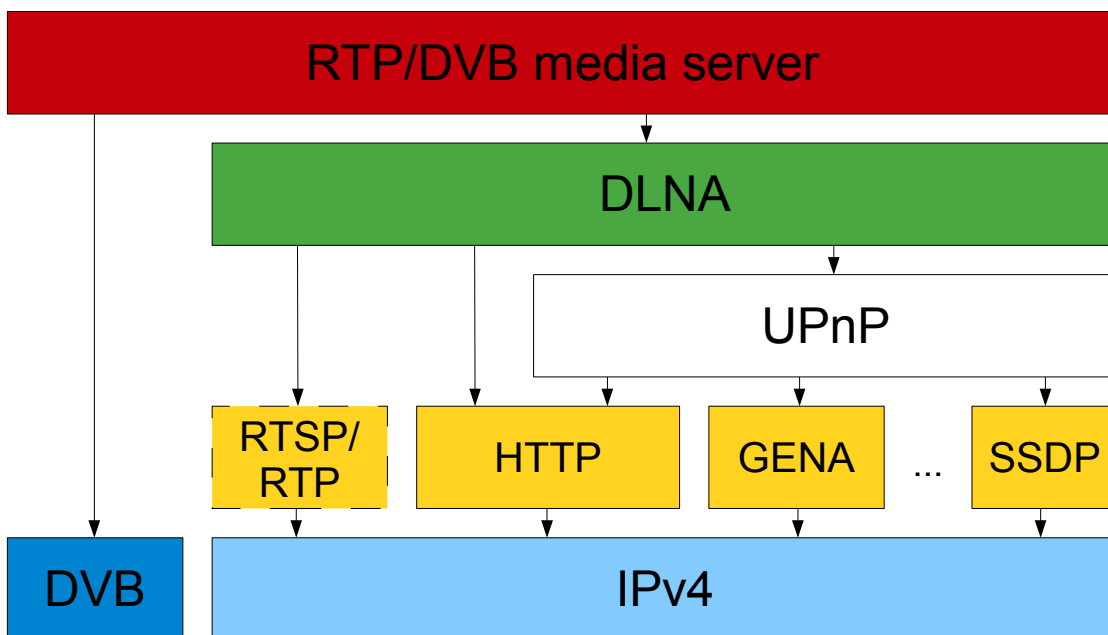 RTP/DVB media server
DLNA
UPnP
RTSP/
RTP
HTTP
GENA
...
SSDP
DVB
IPv4